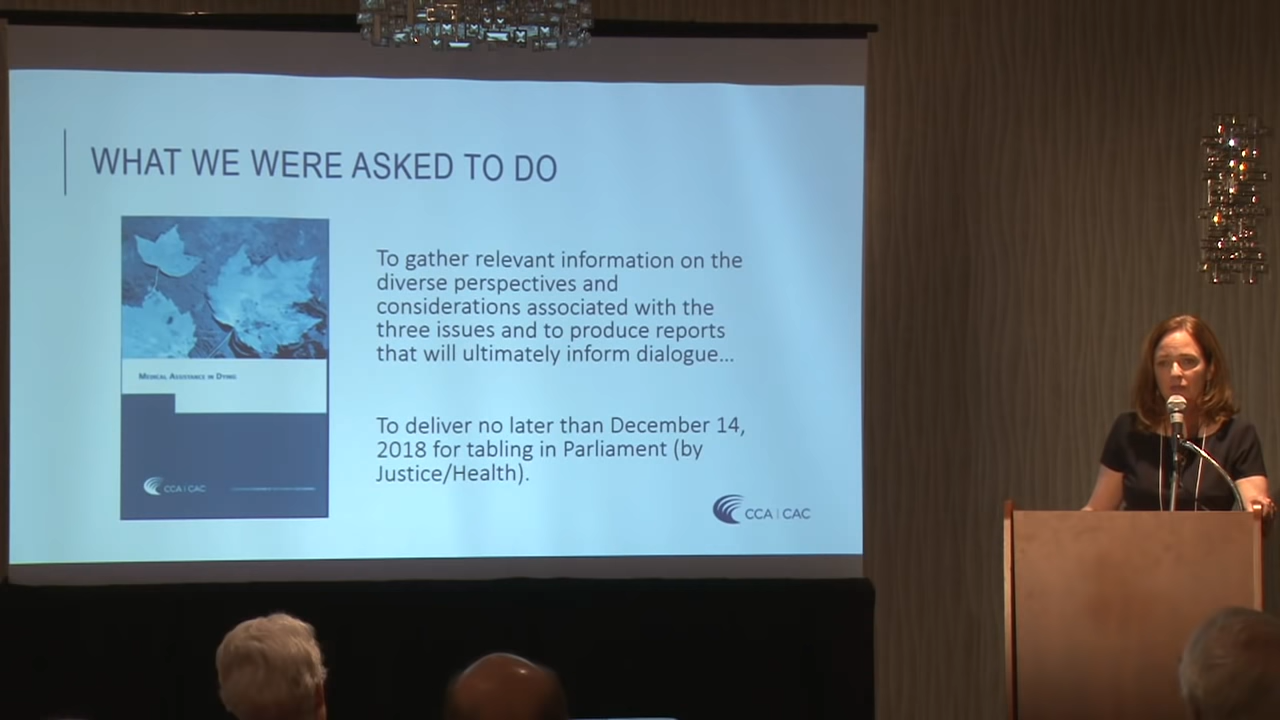 WHAT WE WERE ASKED TO DO
To gather relevant information on the
diverse perspectives and
considerations associated with the
three issues and to produce reports
that will ultimately inform dialogue...
To deliver no later than December 14,
2018 for tabling in Parliament (by
Justice/Health).
MEDICAL ASSISTANCE IN DYING
CCA | CAC
CCA | CAC